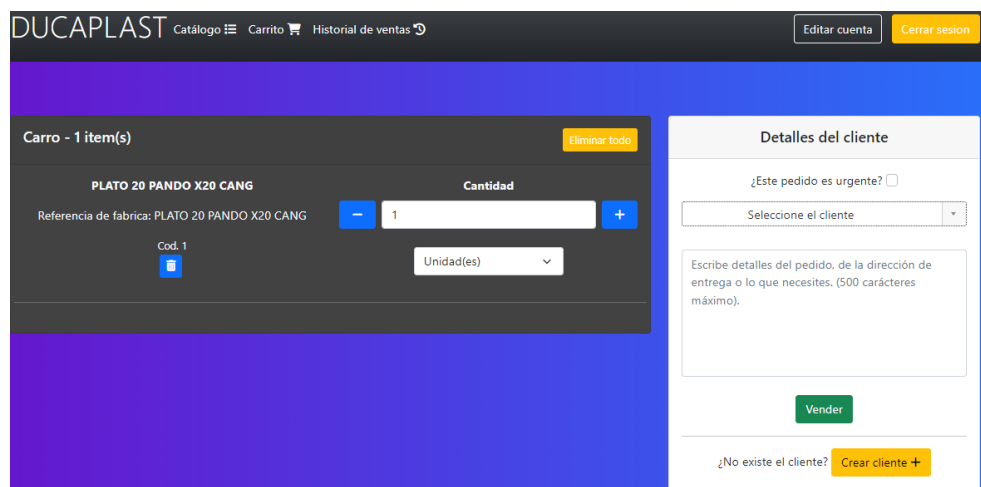 DUCAPLAST Catálogo Carrito Historial de ventas Editar cuenta Cerrar sesion
Carro - 1 item(s) Eliminar todo
PLATO 20 PANDO X20 CANG
Referencia de fabrica: PLATO 20 PANDO X20 CANG
Cod. 1
Cantidad
1
Unidad(es)
Detalles del cliente
¿Este pedido es urgente?
Seleccione el cliente
Escribe detalles del pedido, de la dirección de
entrega o lo que necesites. (500 carácteres
máximo).
Vender
¿No existe el cliente? Crear cliente +